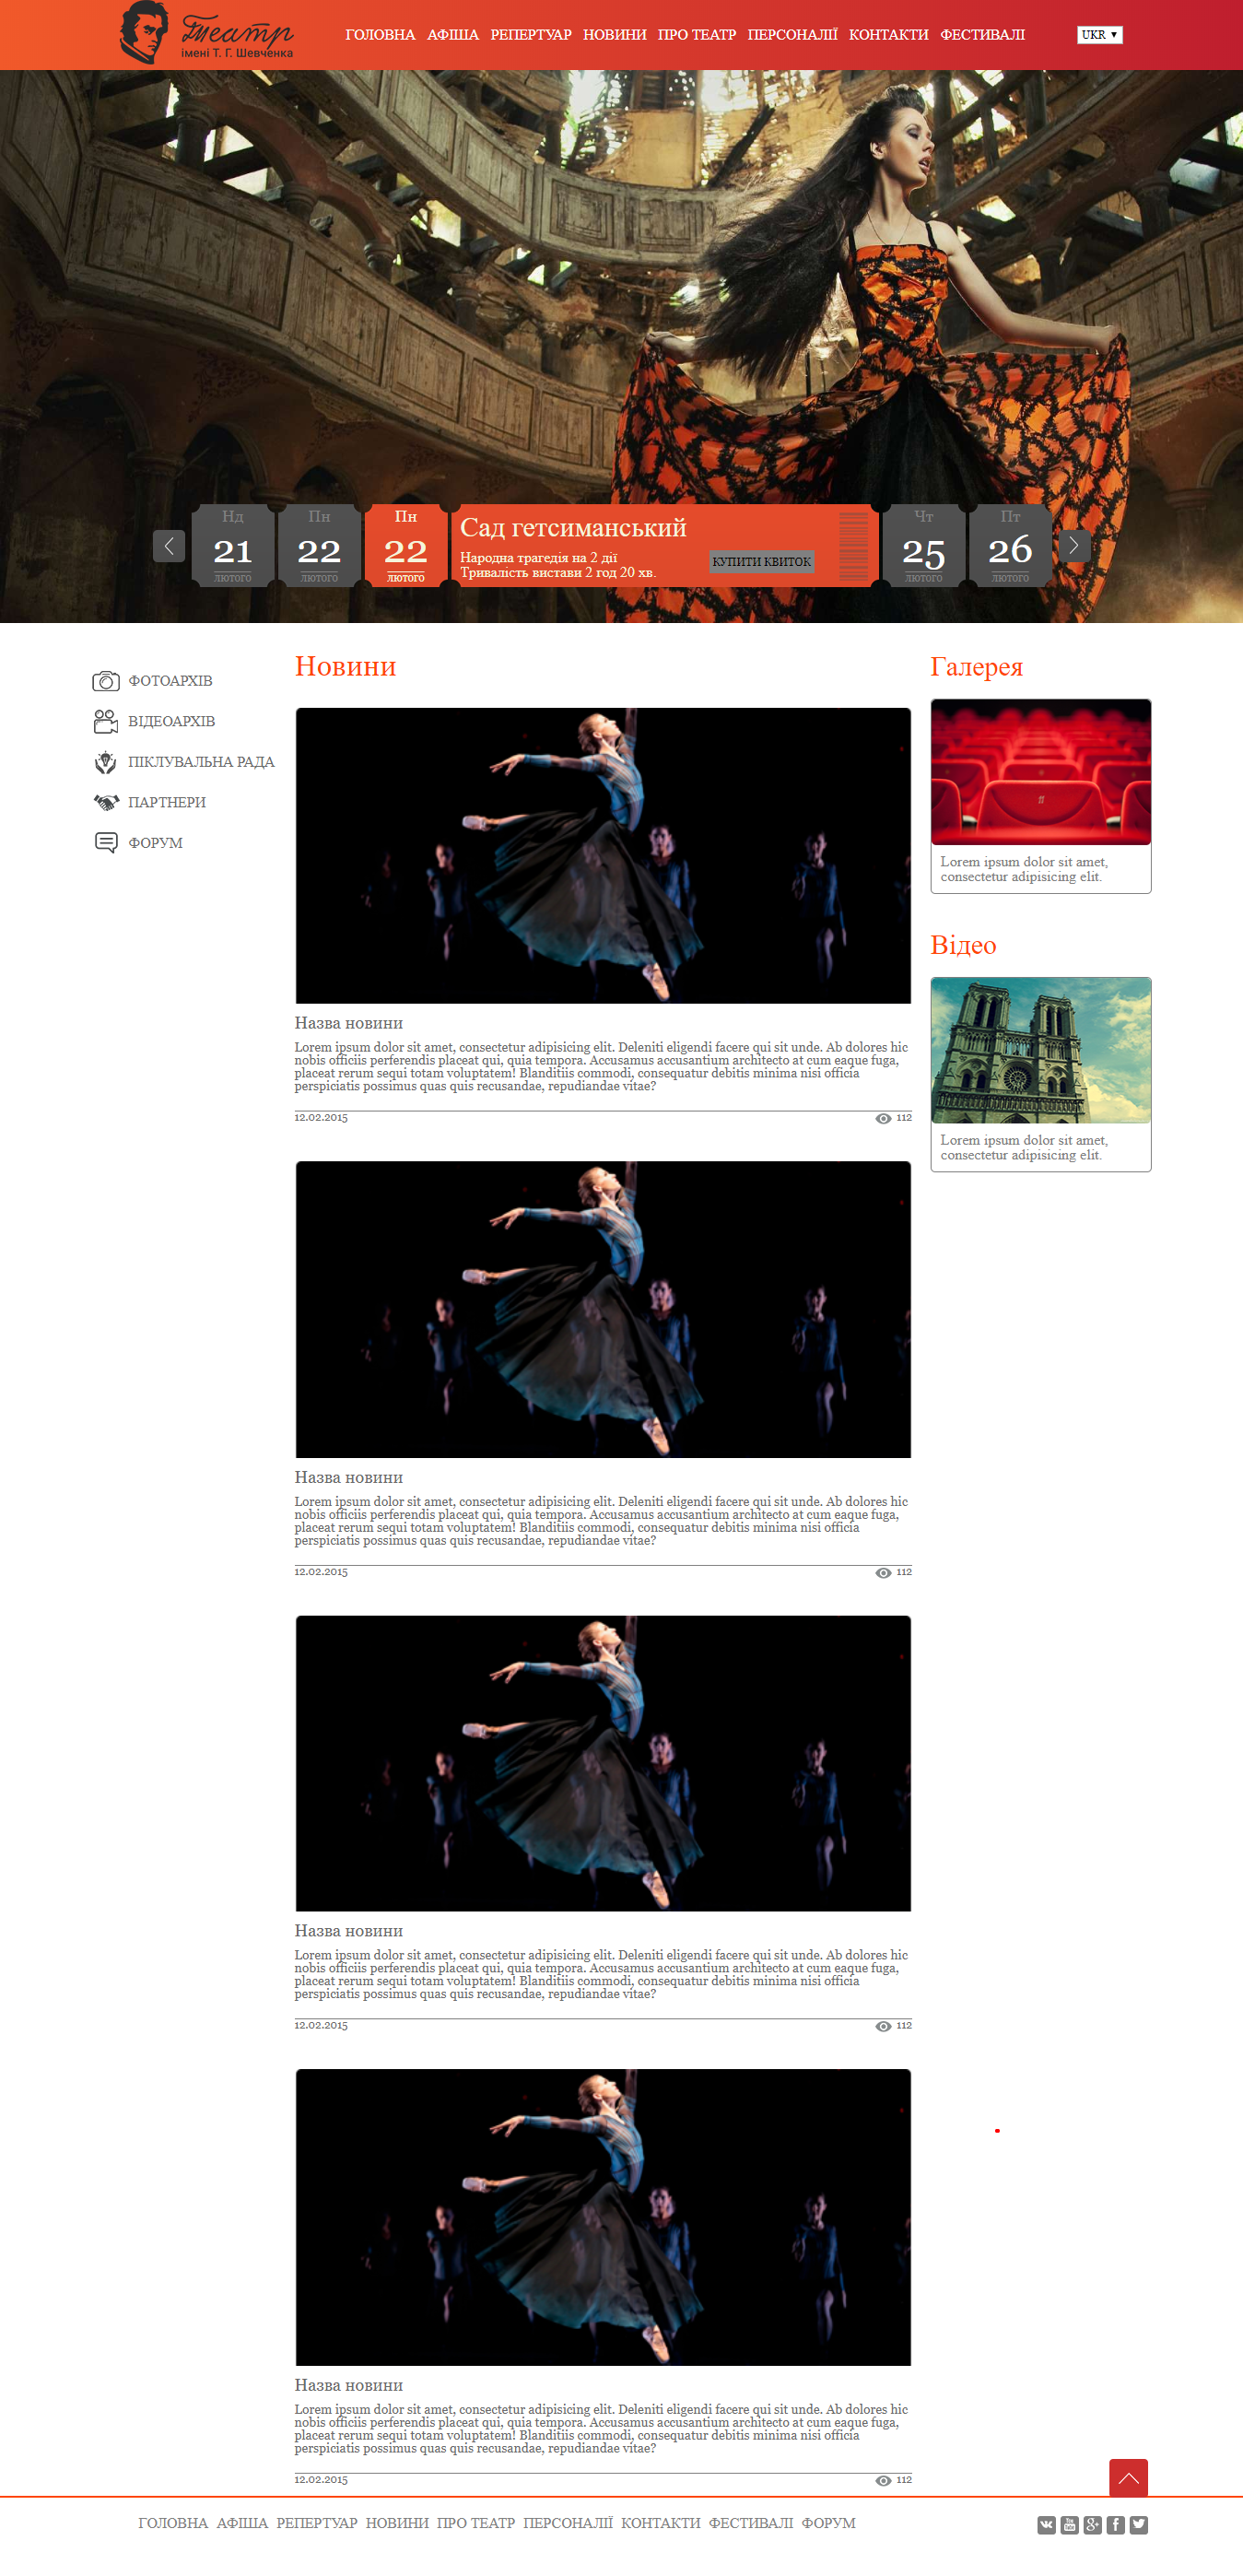 Театр
імені Т. Г. Шевченка
ГОЛОВНА АФІША РЕПЕРТУАР НОВИНИ ПРО ТЕАТР ПЕРСОНАЛІЇ КОНТАКТИ ФЕСТИВАЛІ
UKR
Нд
21
ЛЮТОГО
Пн
22
ЛЮТОГО
Пн
22
ЛЮТОГО
Сад гетсиманський
Народна трагедія на 2 дії
Тривалість вистави 2 год 20 хв.
КУПИТИ КВИТОК
Чт
25
ЛЮТОГО
Пт
26
ЛЮТОГО
ФОТОАРХІВ
ВІДЕОАРХІВ
ПІКЛУВАЛЬНА РАДА
ПАРТНЕРИ
ФОРУМ
Новини
Назва новини
Lorem ipsum dolor sit amet, consectetur adipisicing elit. Deleniti eligendi facere qui sit unde. Ab dolores hic
nobis officiis perferendis placeat qui, quia tempora. Accusamus accusantium architecto at cum eaque fuga,
placeat rerum sequi totam voluptatem! Blanditiis commodi, consequatur debitis minima nisi officia
perspiciatis possimus quas quis recusandae, repudiandae vitae?
12.02.2015 112
Назва новини
Lorem ipsum dolor sit amet, consectetur adipisicing elit. Deleniti eligendi facere qui sit unde. Ab dolores hic
nobis officiis perferendis placeat qui, quia tempora. Accusamus accusantium architecto at cum eaque fuga,
placeat rerum sequi totam voluptatem! Blanditiis commodi, consequatur debitis minima nisi officia
perspiciatis possimus quas quis recusandae, repudiandae vitae?
12.02.2015 112
Назва новини
Lorem ipsum dolor sit amet, consectetur adipisicing elit. Deleniti eligendi facere qui sit unde. Ab dolores hic
nobis officiis perferendis placeat qui, quia tempora. Accusamus accusantium architecto at cum eaque fuga,
placeat rerum sequi totam voluptatem! Blanditiis commodi, consequatur debitis minima nisi officia
perspiciatis possimus quas quis recusandae, repudiandae vitae?
12.02.2015 112
Назва новини
Lorem ipsum dolor sit amet, consectetur adipisicing elit. Deleniti eligendi facere qui sit unde. Ab dolores hic
nobis officiis perferendis placeat qui, quia tempora. Accusamus accusantium architecto at cum eaque fuga,
placeat rerum sequi totam voluptatem! Blanditiis commodi, consequatur debitis minima nisi officia
perspiciatis possimus quas quis recusandae, repudiandae vitae?
12.02.2015 112
Галерея
Lorem ipsum dolor sit amet,
consectetur adipisicing elit.
Відео
Lorem ipsum dolor sit amet,
consectetur adipisicing elit.
ГОЛОВНА АФІША РЕПЕРТУАР НОВИНИ ПРО ТЕАТР ПЕРСОНАЛІЇ КОНТАКТИ ФЕСТИВАЛІ ФОРУМ